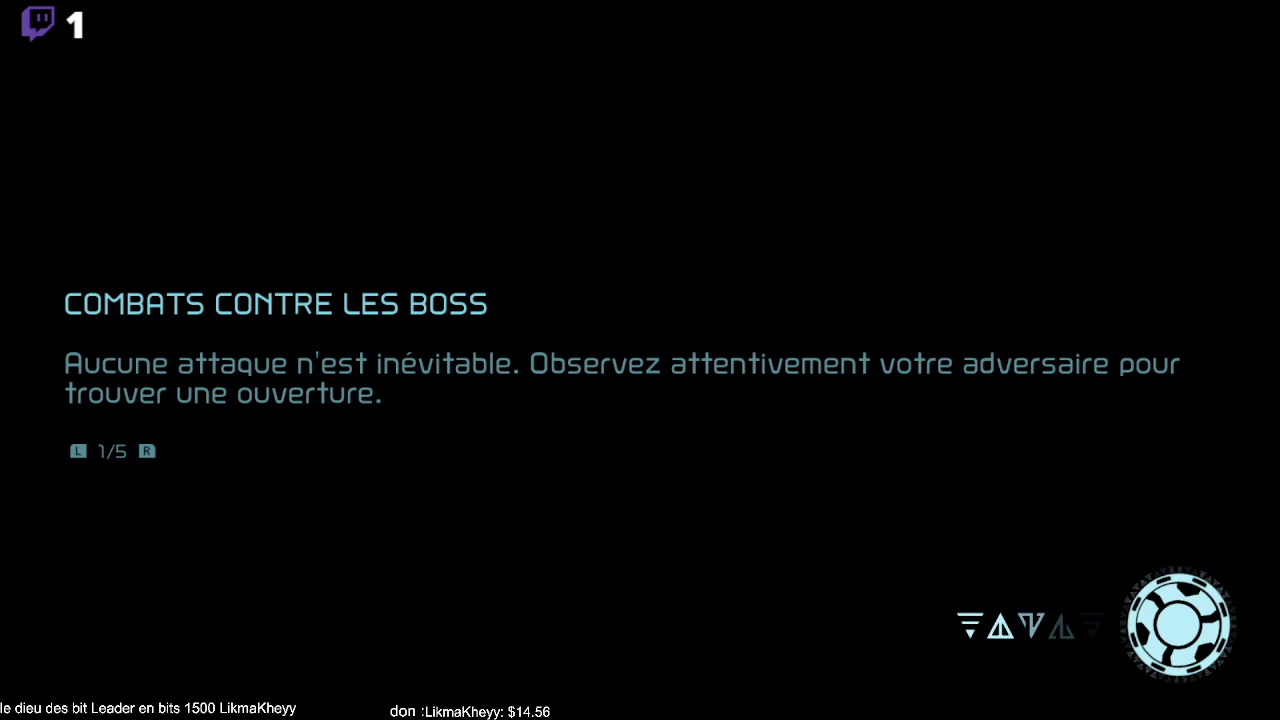 1
COMBATS CONTRE LES BOSS
Aucune attaque n'est inévitable. Observez attentivement votre adversaire pour
trouver une ouverture.
L 1/5 R
le dieu des bit Leader en bits 1500 LikmaKheyy
don :LikmaKheyy: $14.56